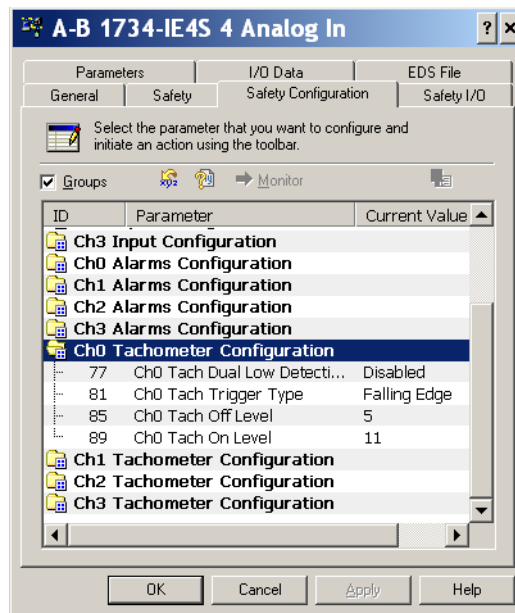 A-B 1734-IE4S 4 Analog In
Parameters I/O Data EDS File
General Safety Safety Configuration Safety I/O
Select the parameter that you want to configure and
initiate an action using the toolbar.
Groups Monitor
ID Parameter Current Value
Ch3 Input Configuration
Ch0 Alarms Configuration
Ch1 Alarms Configuration
Ch2 Alarms Configuration
Ch3 Alarms Configuration
Ch0 Tachometer Configuration
77 Ch0 Tach Dual Low Detecti... Disabled
81 Ch0 Tach Trigger Type Falling Edge
85 Ch0 Tach Off Level 5
89 Ch0 Tach On Level 11
Ch1 Tachometer Configuration
Ch2 Tachometer Configuration
Ch3 Tachometer Configuration
OK Cancel Apply Help